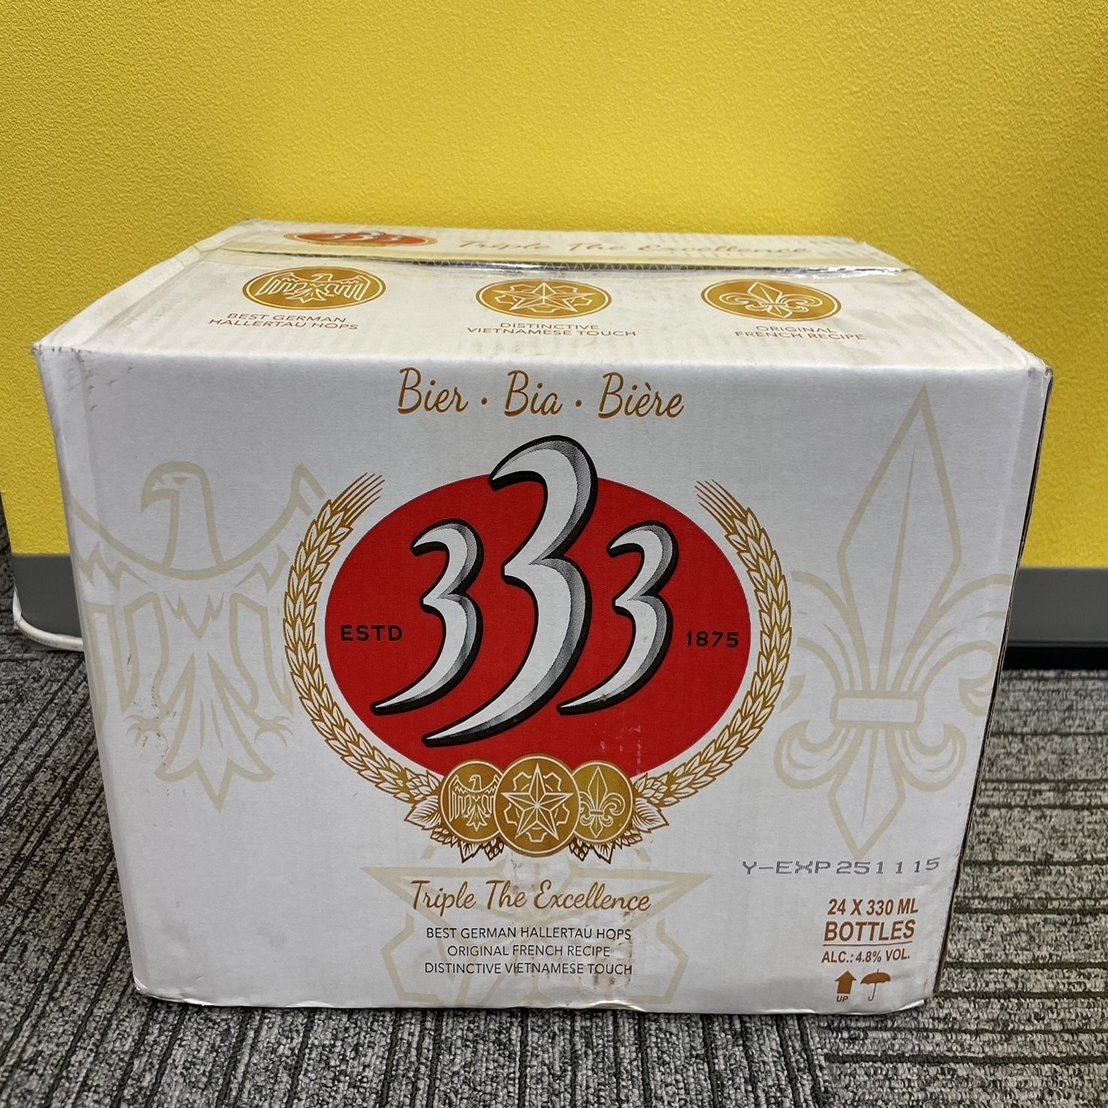 Triple The Excellence
BEST GERMAN
HALLERTAU HOPS
DISTINCTIVE
VIETNAMESE TOUCH
ORIGINAL
FRENCH RECIPE
Bier · Bia · Bière
333
ESTD
1875
Triple The Excellence
BEST GERMAN HALLERTAU HOPS
ORIGINAL FRENCH RECIPE
DISTINCTIVE VIETNAMESE TOUCH
Y-EXP 251115
24 X 330 ML
BOTTLES
ALC.: 4.8% VOL.
UP